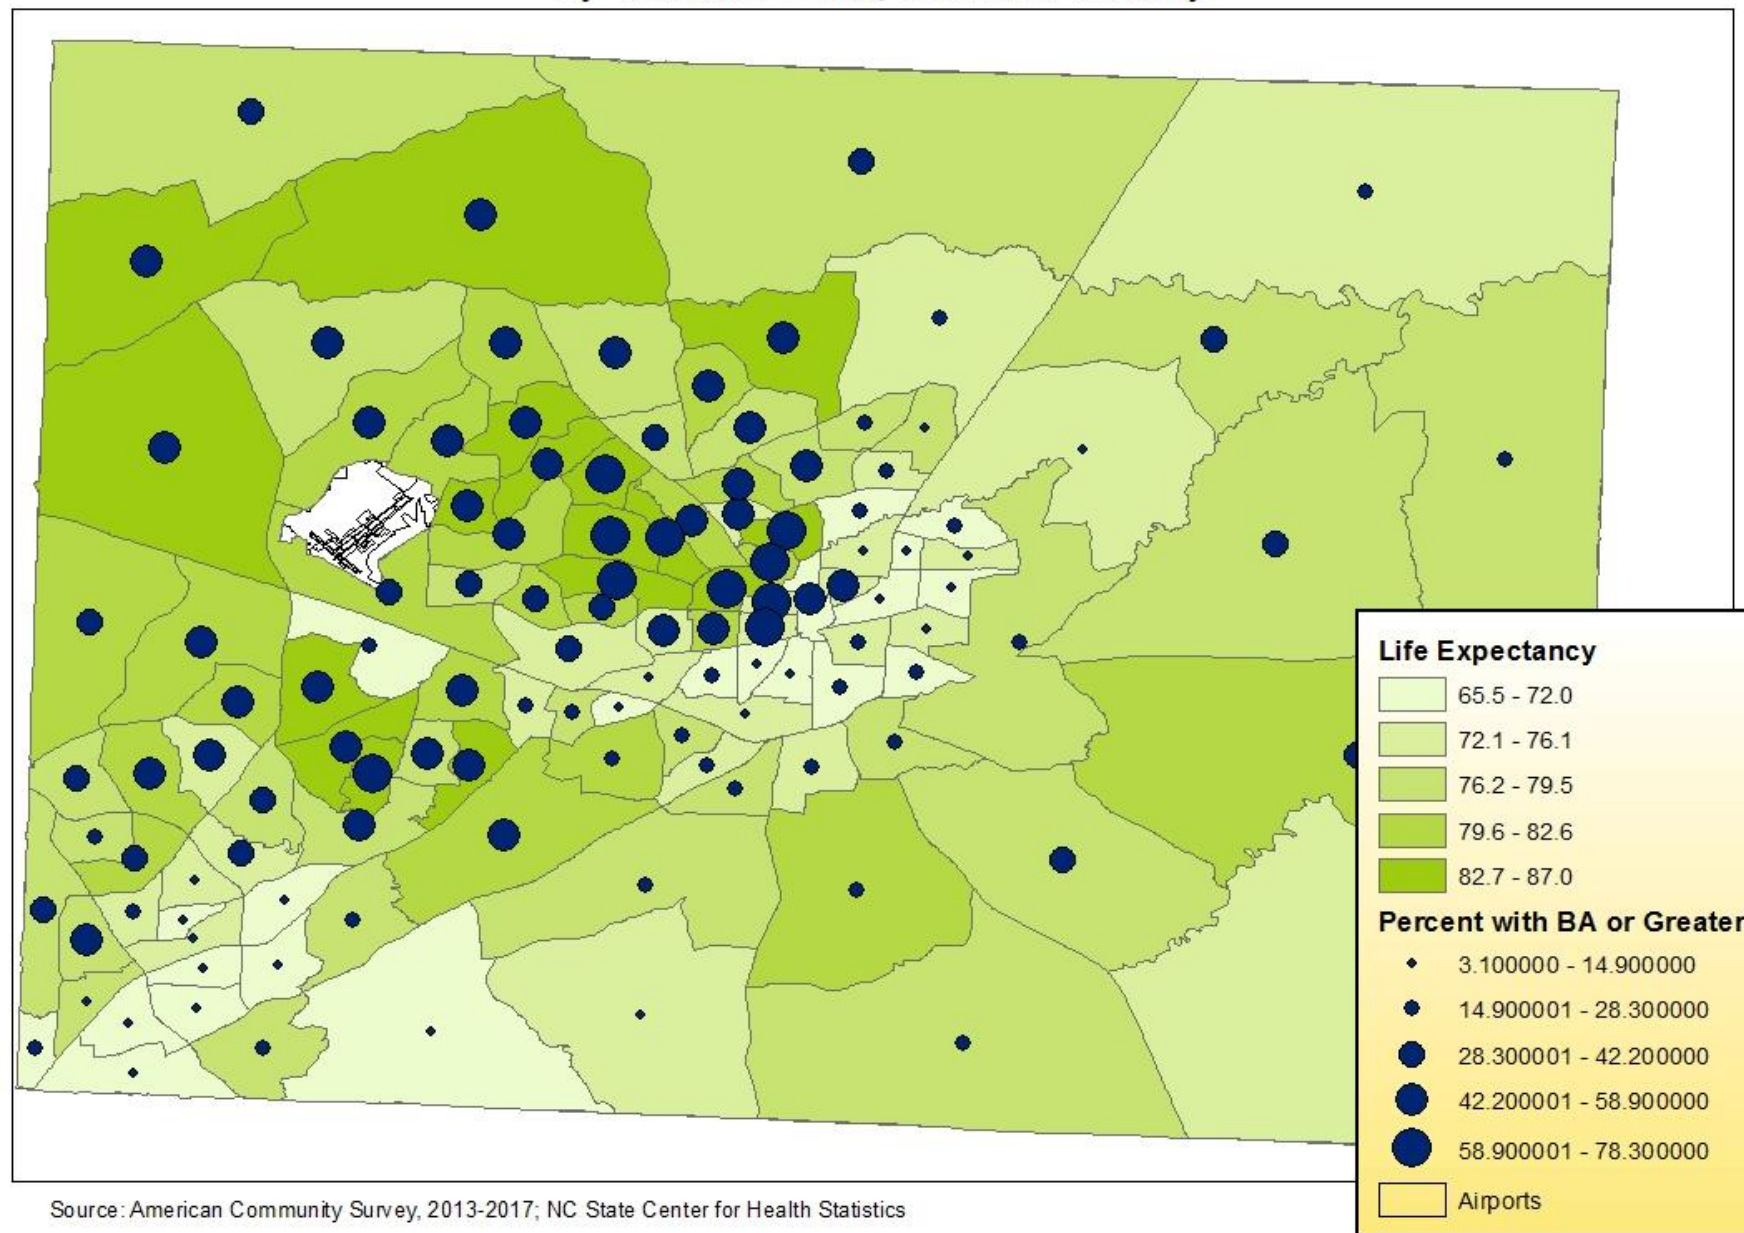 Life Expectancy
65.5 - 72.0
72.1 - 76.1
76.2 - 79.5
79.6 - 82.6
82.7 - 87.0
Percent with BA or Greater
3.100000 - 14.900000
14.900001 - 28.300000
28.300001 - 42.200000
42.200001 - 58.900000
58.900001 - 78.300000
Airports
Source: American Community Survey, 2013-2017; NC State Center for Health Statistics